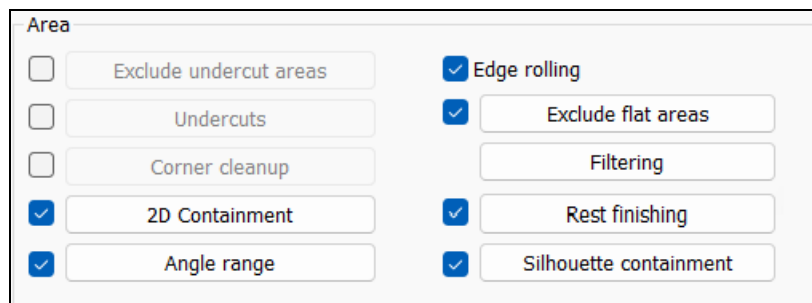 Area
Exclude undercut areas
Undercuts
Corner cleanup
2D Containment
Angle range
Edge rolling
Exclude flat areas
Filtering
Rest finishing
Silhouette containment